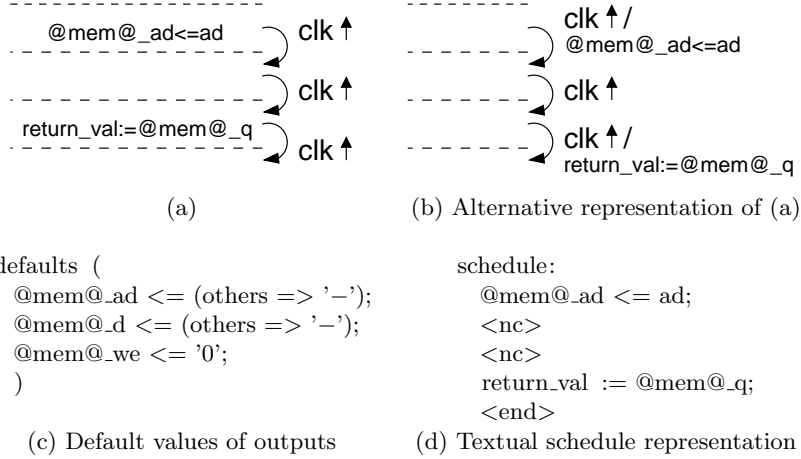 @mem@_ad<=ad
clk ↑
clk ↑
return_val:=@mem@_q
clk ↑
(a)
clk ↑ /
@mem@_ad<=ad
clk ↑
clk ↑ /
return_val:=@mem@_q
(b) Alternative representation of (a)
defaults (
@mem@_ad <= (others => '−');
@mem@_d <= (others => '−');
@mem@_we <= '0';
)
(c) Default values of outputs
schedule:
@mem@_ad <= ad;
<nc>
<nc>
return_val := @mem@_q;
<end>
(d) Textual schedule representation